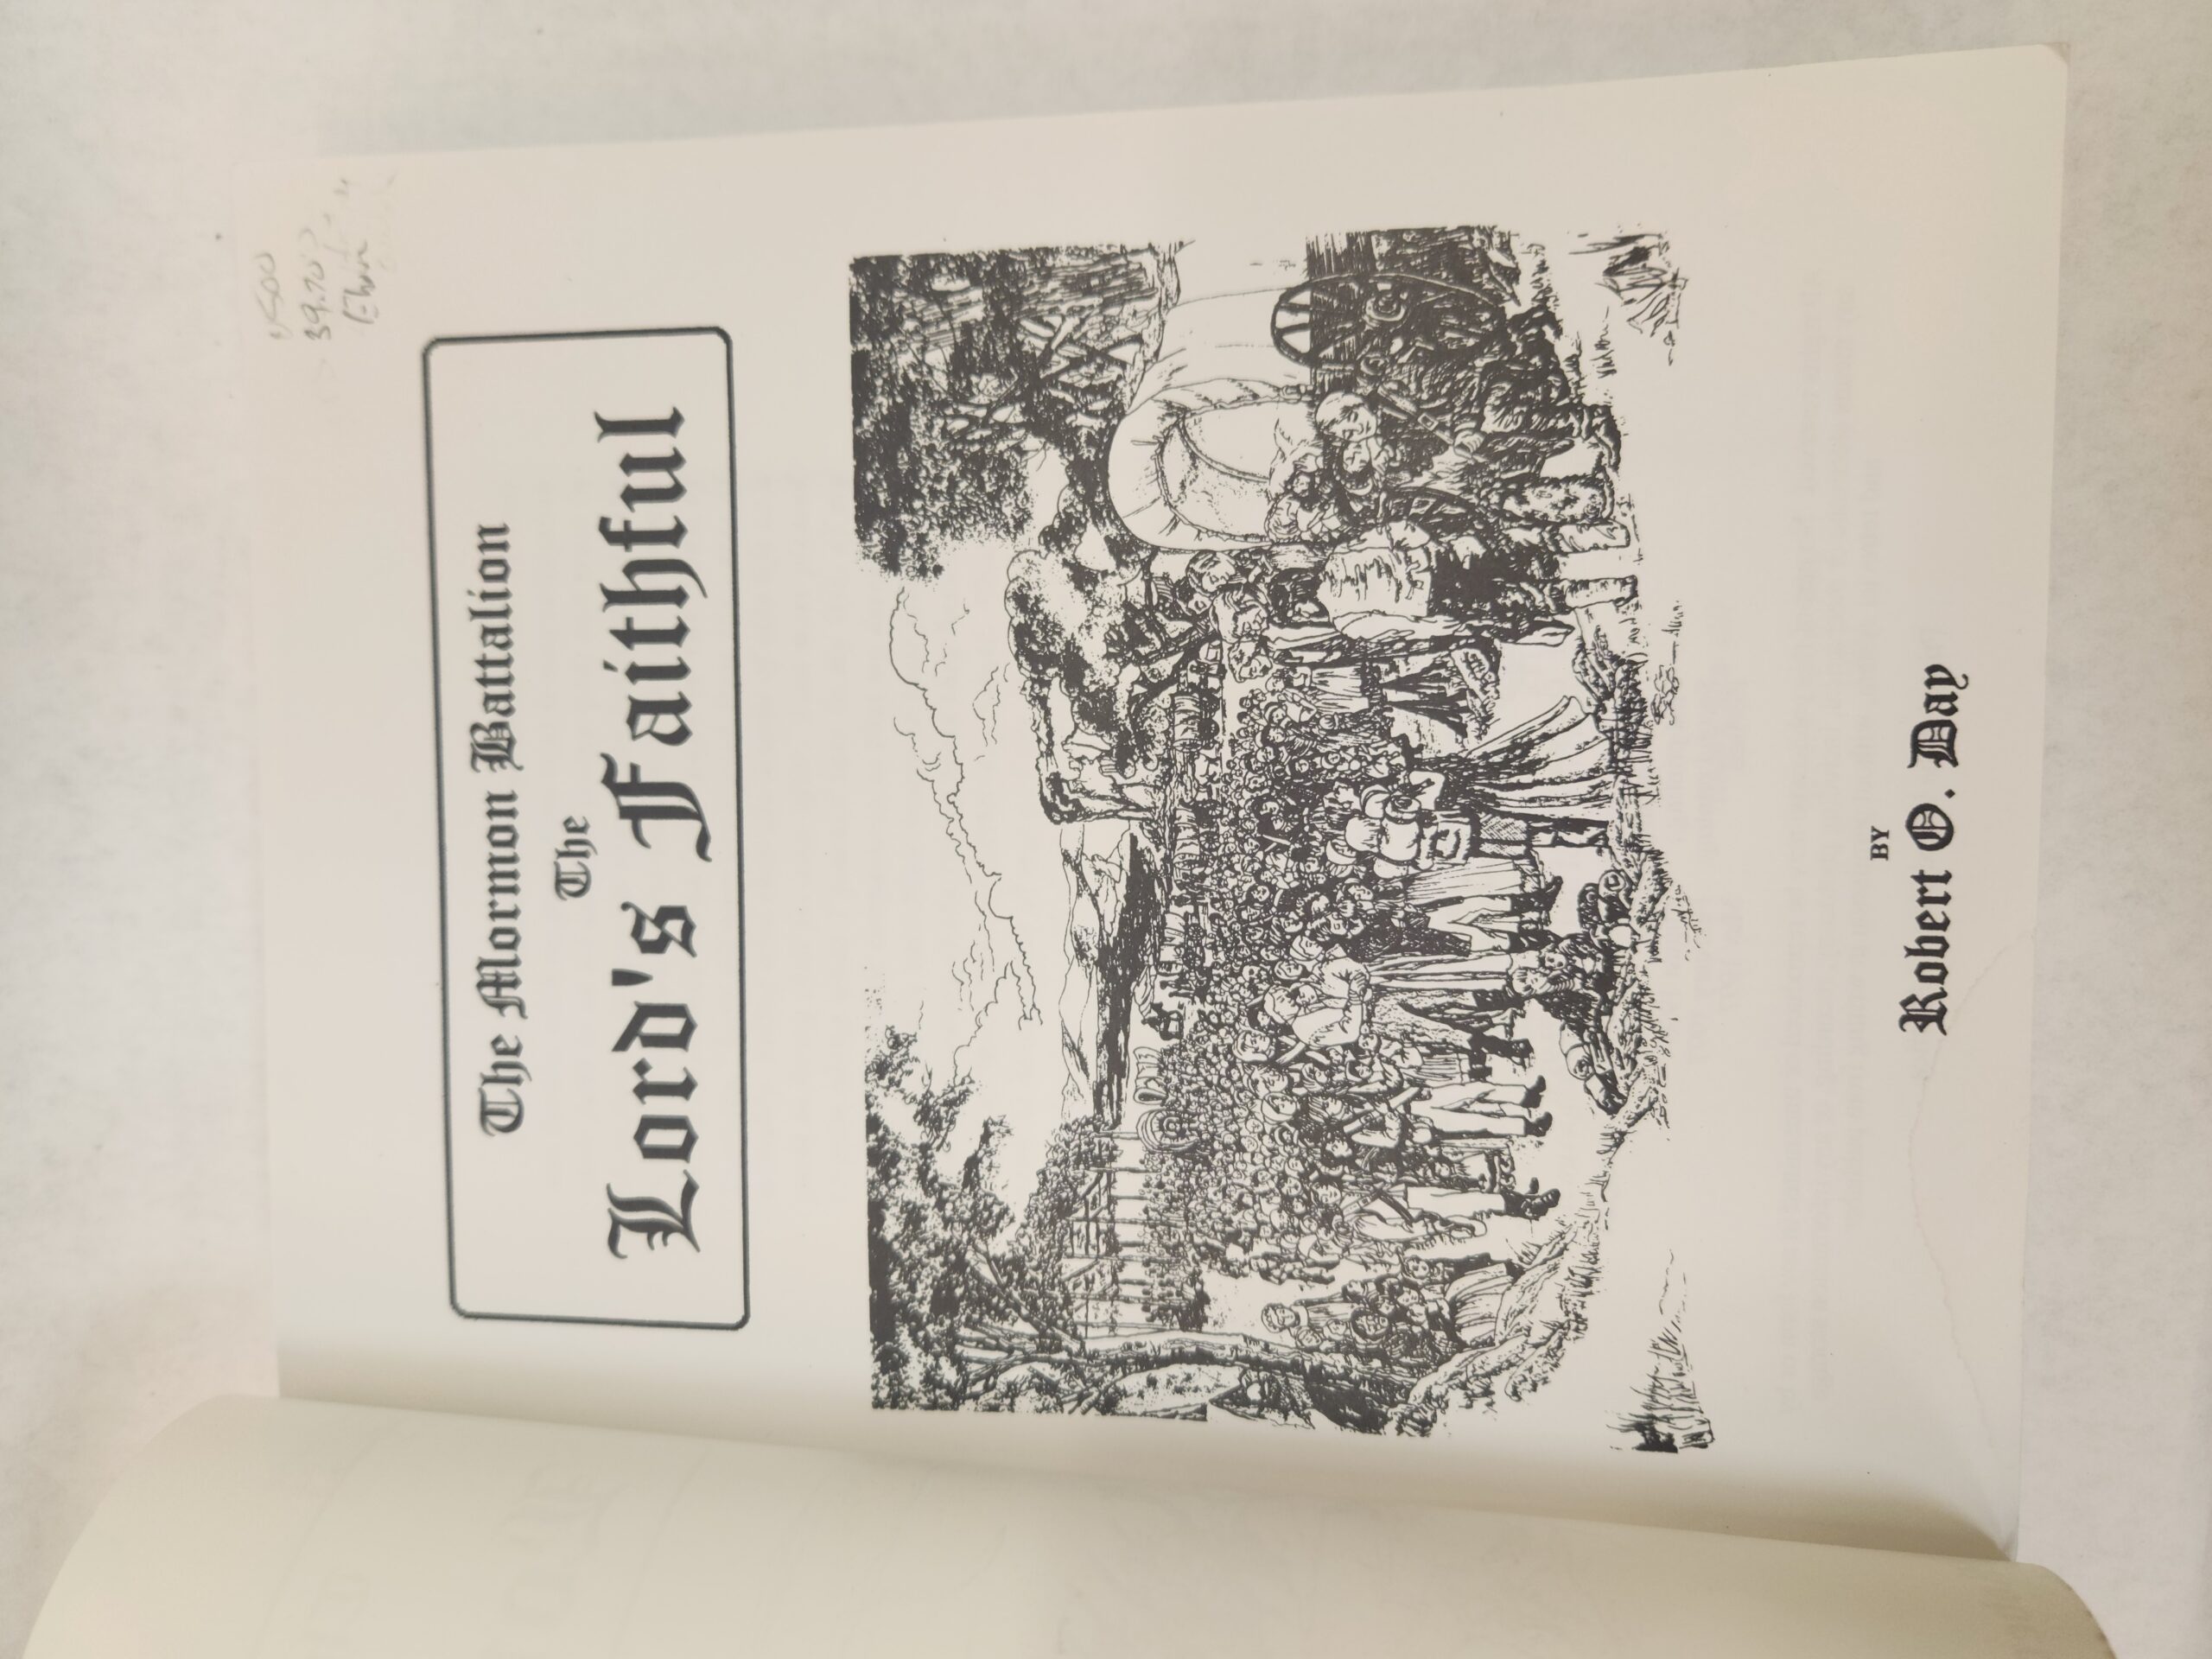 The Mormon Battalion
The
Lord's Faithful
BY
Robert O. Day